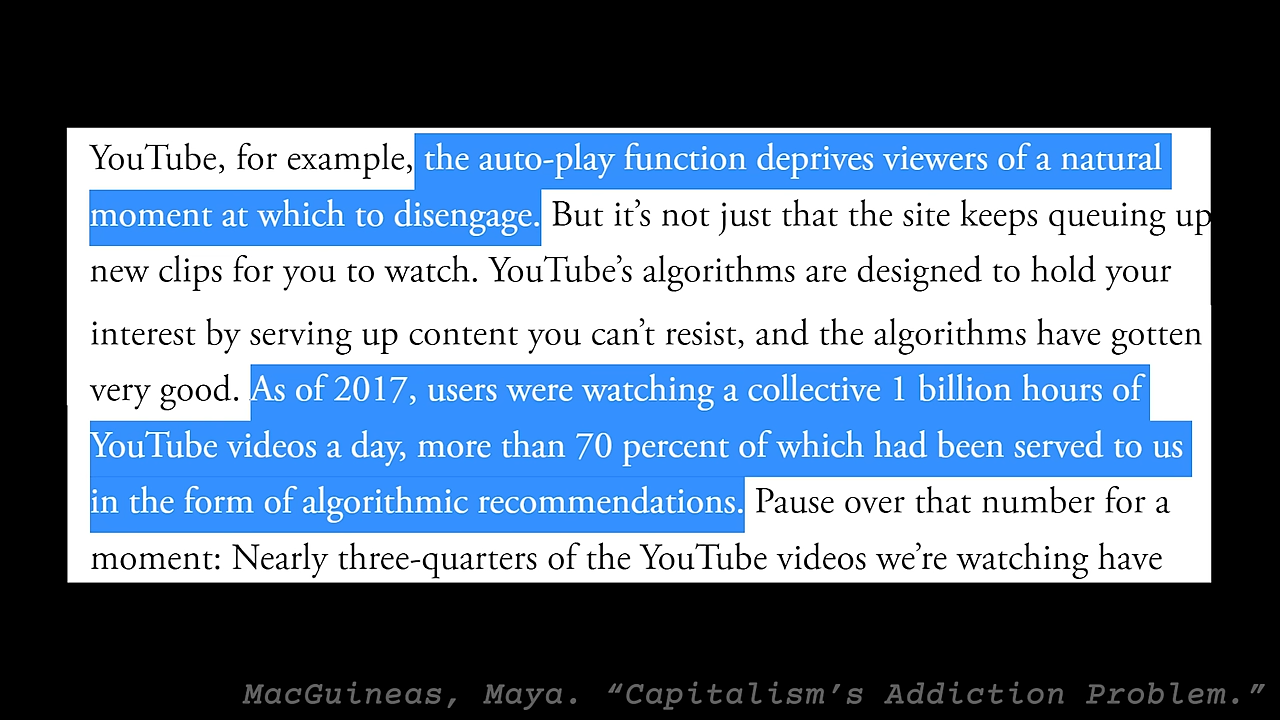 YouTube, for example, the auto-play function deprives viewers of a natural
moment at which to disengage. But it’s not just that the site keeps queuing up
new clips for you to watch. YouTube’s algorithms are designed to hold your
interest by serving up content you can’t resist, and the algorithms have gotten
very good. As of 2017, users were watching a collective 1 billion hours of
YouTube videos a day, more than 70 percent of which had been served to us
in the form of algorithmic recommendations. Pause over that number for a
moment: Nearly three-quarters of the YouTube videos we’re watching have
MacGuineas, Maya. “Capitalism’s Addiction Problem.”